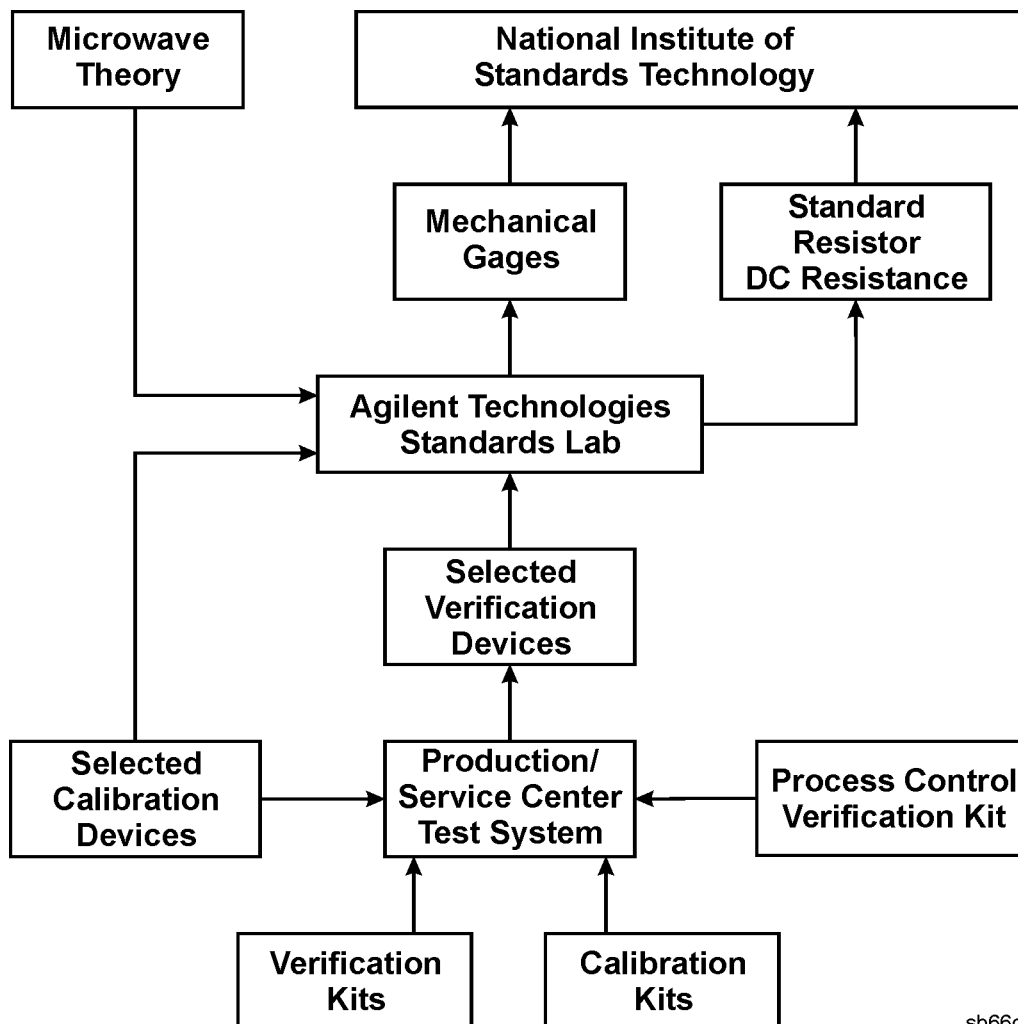 Microwave
Theory
National Institute of
Standards Technology
Mechanical
Gages
Standard
Resistor
DC Resistance
Agilent Technologies
Standards Lab
Selected
Verification
Devices
Selected
Calibration
Devices
Production/
Service Center
Test System
Process Control
Verification Kit
Verification
Kits
Calibration
Kits